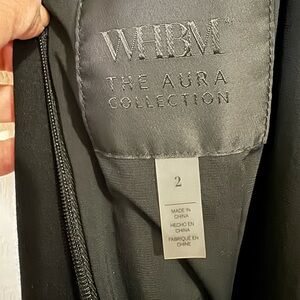 WHBM
THE AURA
COLLECTION
2
MADE IN
CHINA
HECHO EN
CHINA
FABRIQUÉ EN
CHINE